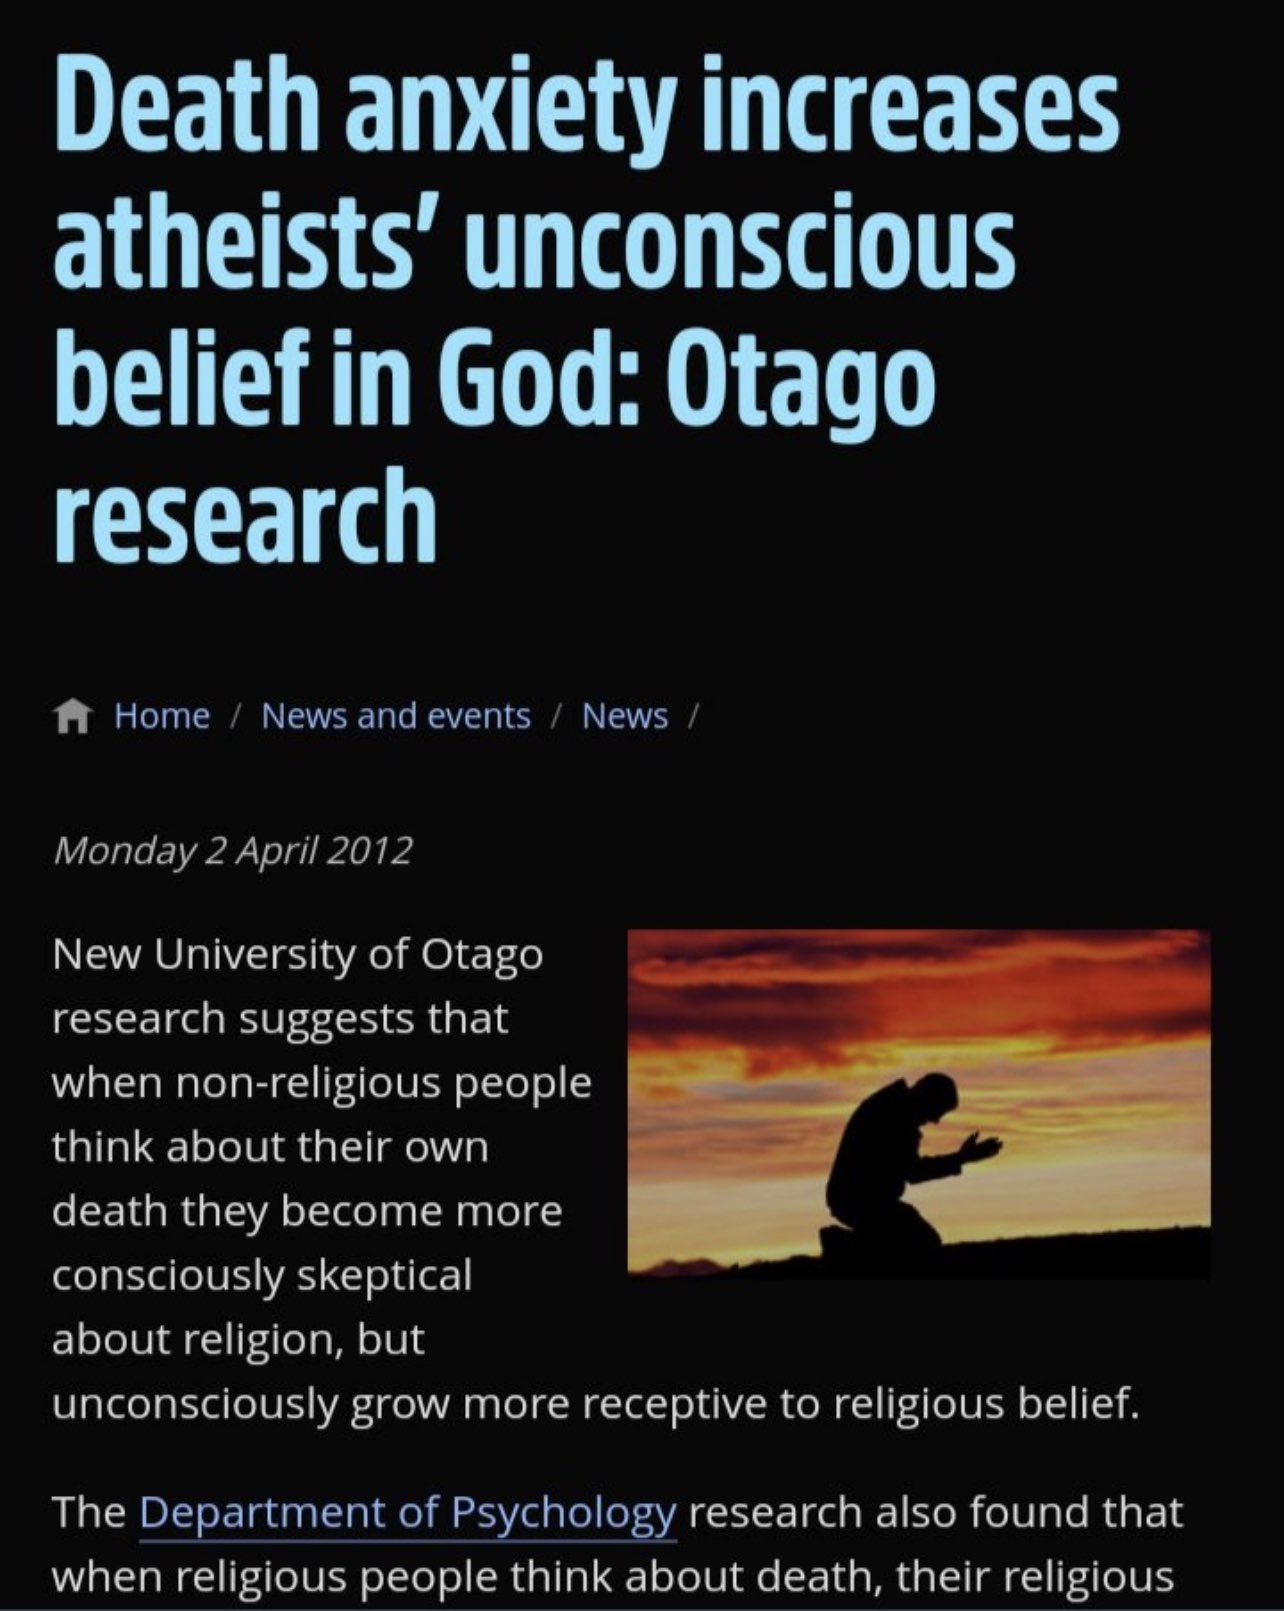 Death anxiety increases
atheists’ unconscious
belief in God: Otago
research
Home / News and events / News /
Monday 2 April 2012
New University of Otago
research suggests that
when non-religious people
think about their own
death they become more
consciously skeptical
about religion, but
unconsciously grow more receptive to religious belief.
The Department of Psychology research also found that
when religious people think about death, their religious